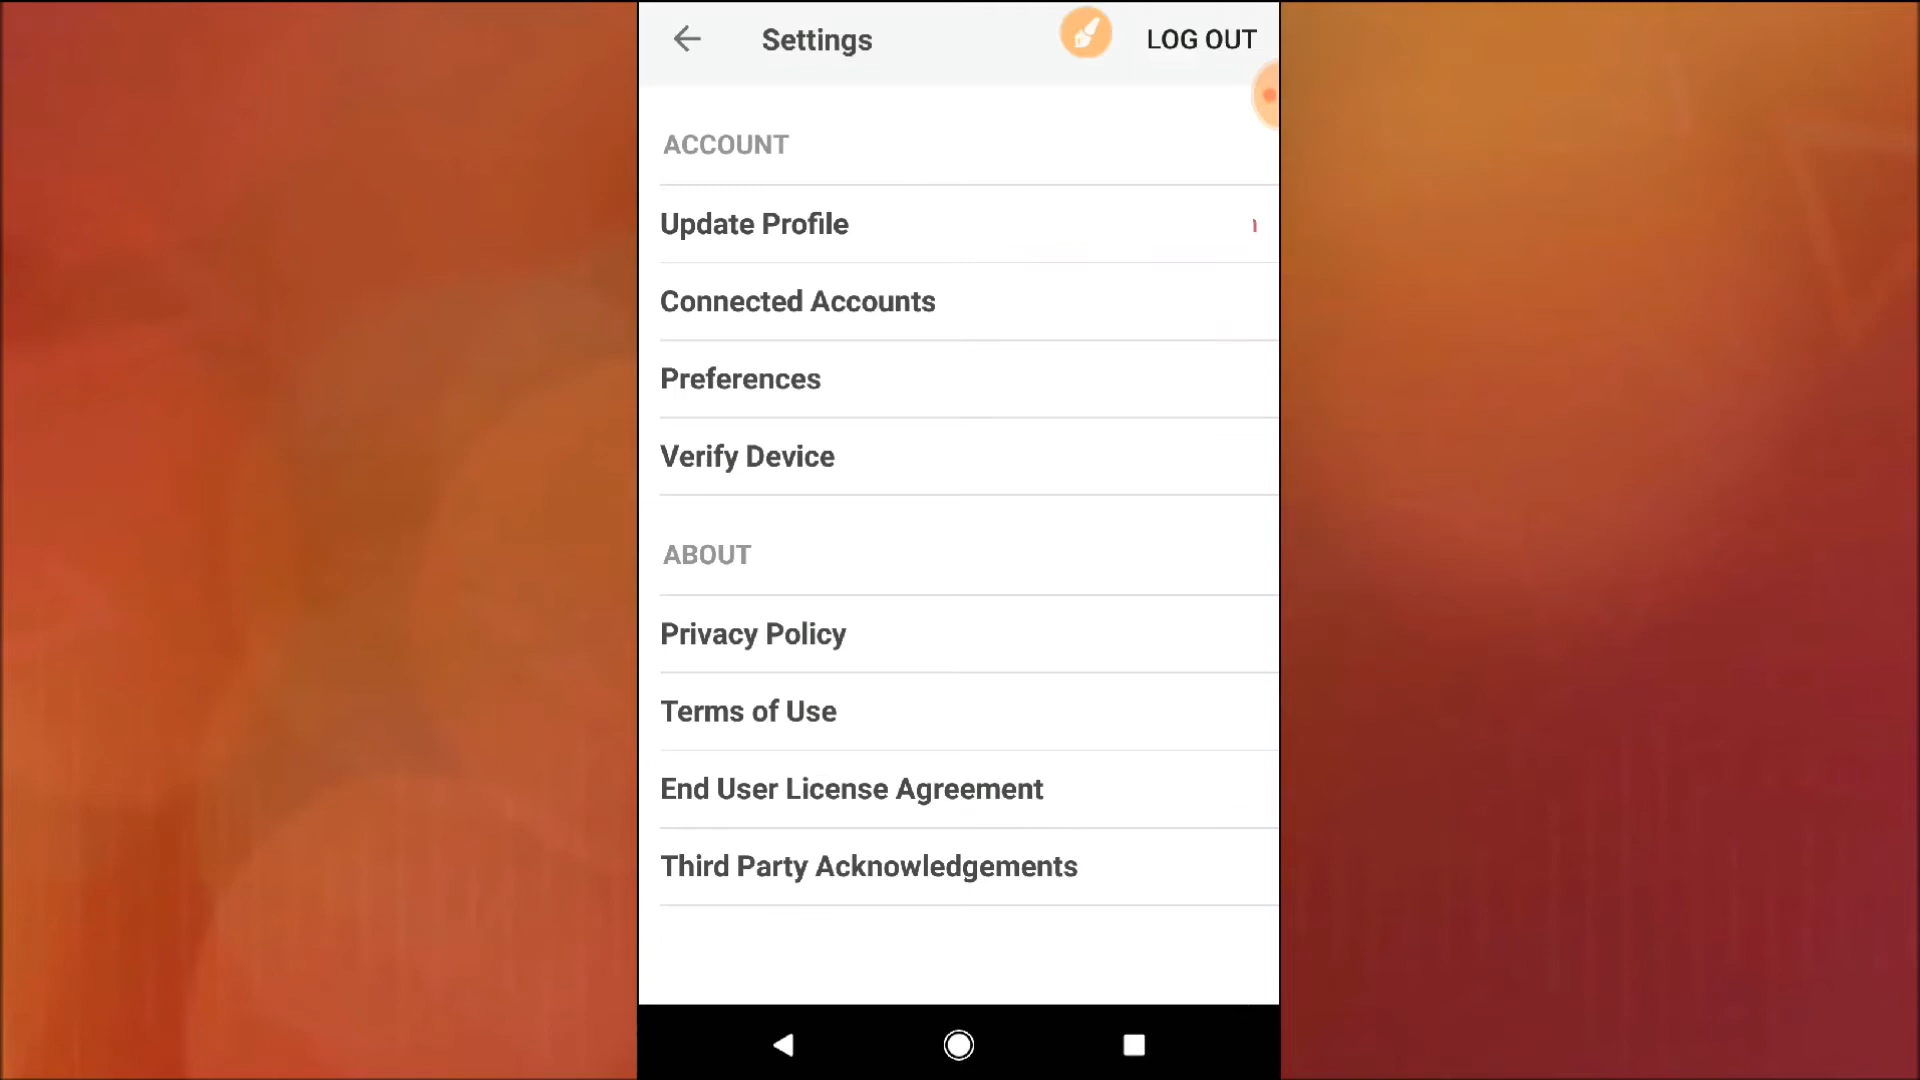 Settings
LOG OUT
ACCOUNT
Update Profile
Connected Accounts
Preferences
Verify Device
ABOUT
Privacy Policy
Terms of Use
End User License Agreement
Third Party Acknowledgements